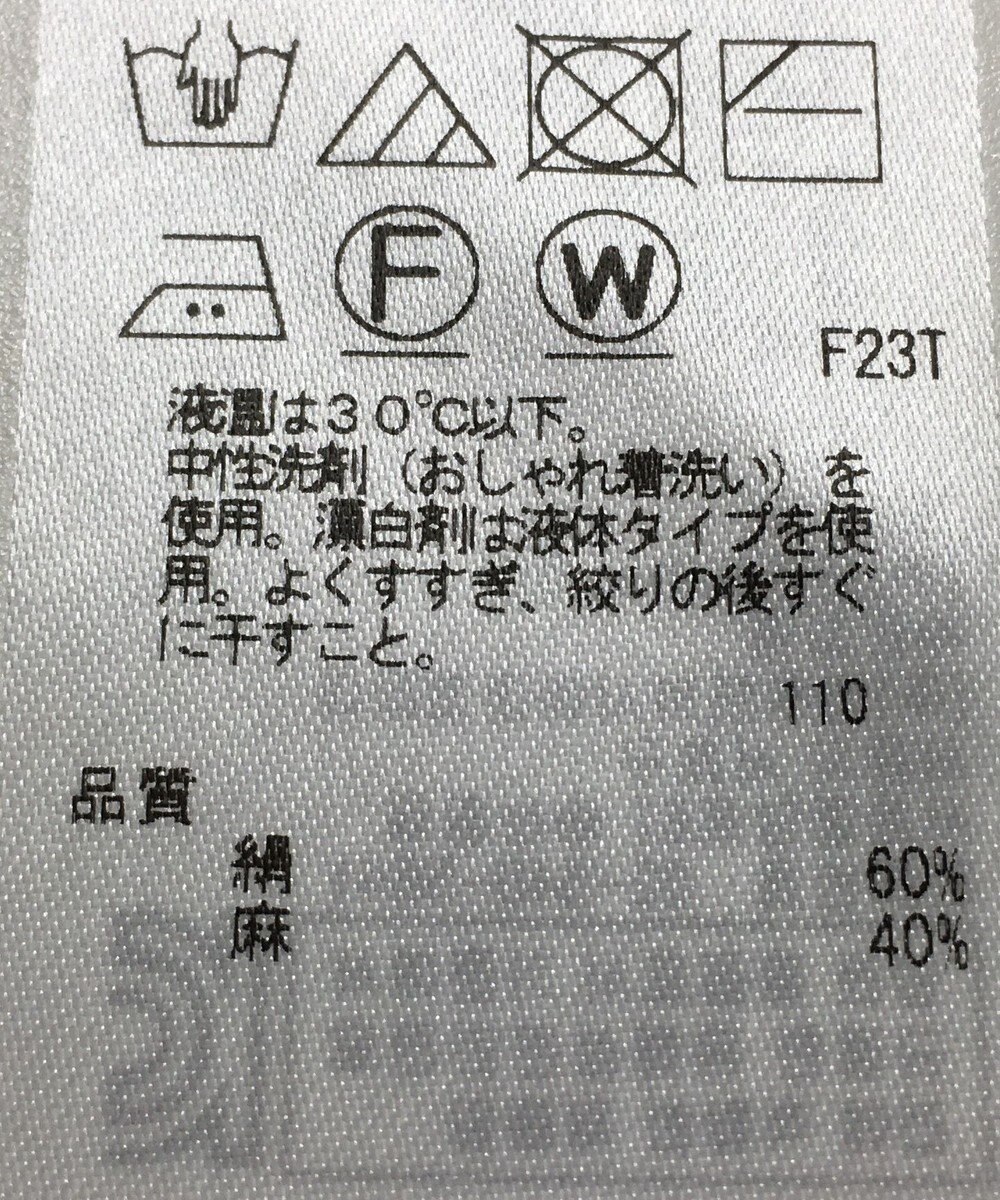 F W
F23T
液温は30℃以下。
中性洗剤（おしゃれ着洗い）を
使用。漂白剤は液体タイプを使
用。よくすすぎ、絞りの後すぐ
に干すこと。
110
品質
絹 60%
麻 40%